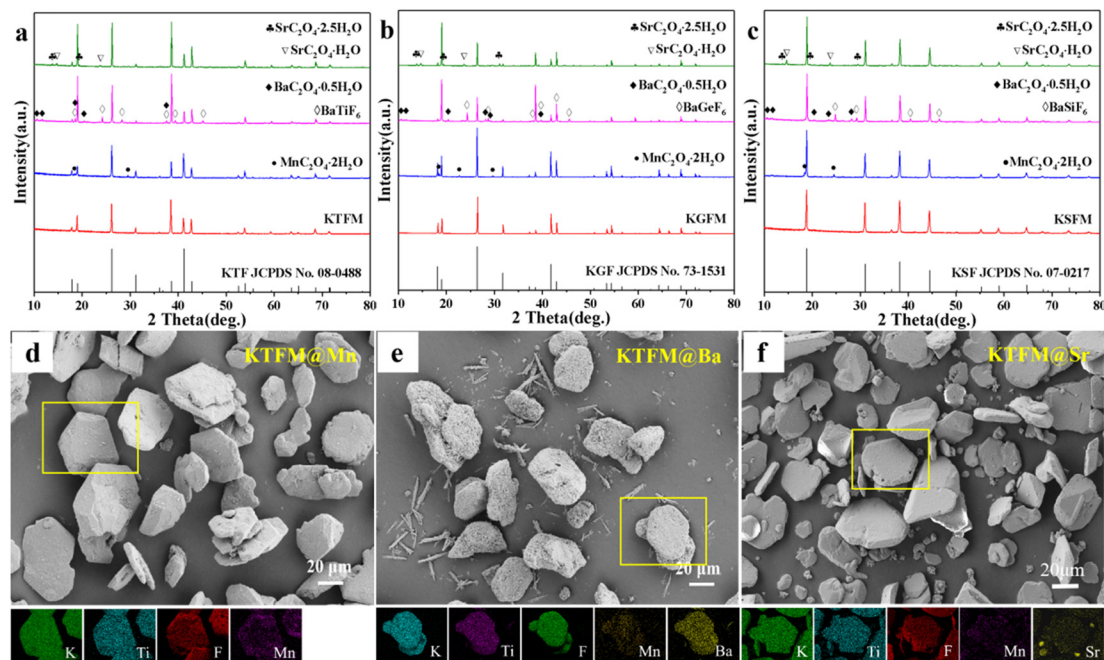 a
♣SrC₂O₄·2.5H₂O
▽SrC₂O₄·H₂O
◆BaC₂O₄·0.5H₂O
◊BaTiF₆
●MnC₂O₄·2H₂O
KTFM
KTF JCPDS No. 08-0488
Intensity(a.u.)
10 20 30 40 50 60 70 80
2 Theta(deg.)
b
♣SrC₂O₄·2.5H₂O
▽SrC₂O₄·H₂O
◆BaC₂O₄·0.5H₂O
◊BaGeF₆
●MnC₂O₄·2H₂O
KGFM
KGF JCPDS No. 73-1531
Intensity(a.u.)
10 20 30 40 50 60 70 80
2 Theta(deg.)
c
♣SrC₂O₄·2.5H₂O
▽SrC₂O₄·H₂O
◆BaC₂O₄·0.5H₂O
◊BaSiF₆
●MnC₂O₄·2H₂O
KSFM
KSF JCPDS No. 07-0217
Intensity(a.u.)
10 20 30 40 50 60 70 80
2 Theta(deg.)
d
KTFM@Mn
20 μm
K Ti F Mn
e
KTFM@Ba
20 μm
K Ti F Mn Ba
f
KTFM@Sr
20μm
K Ti F Mn Sr